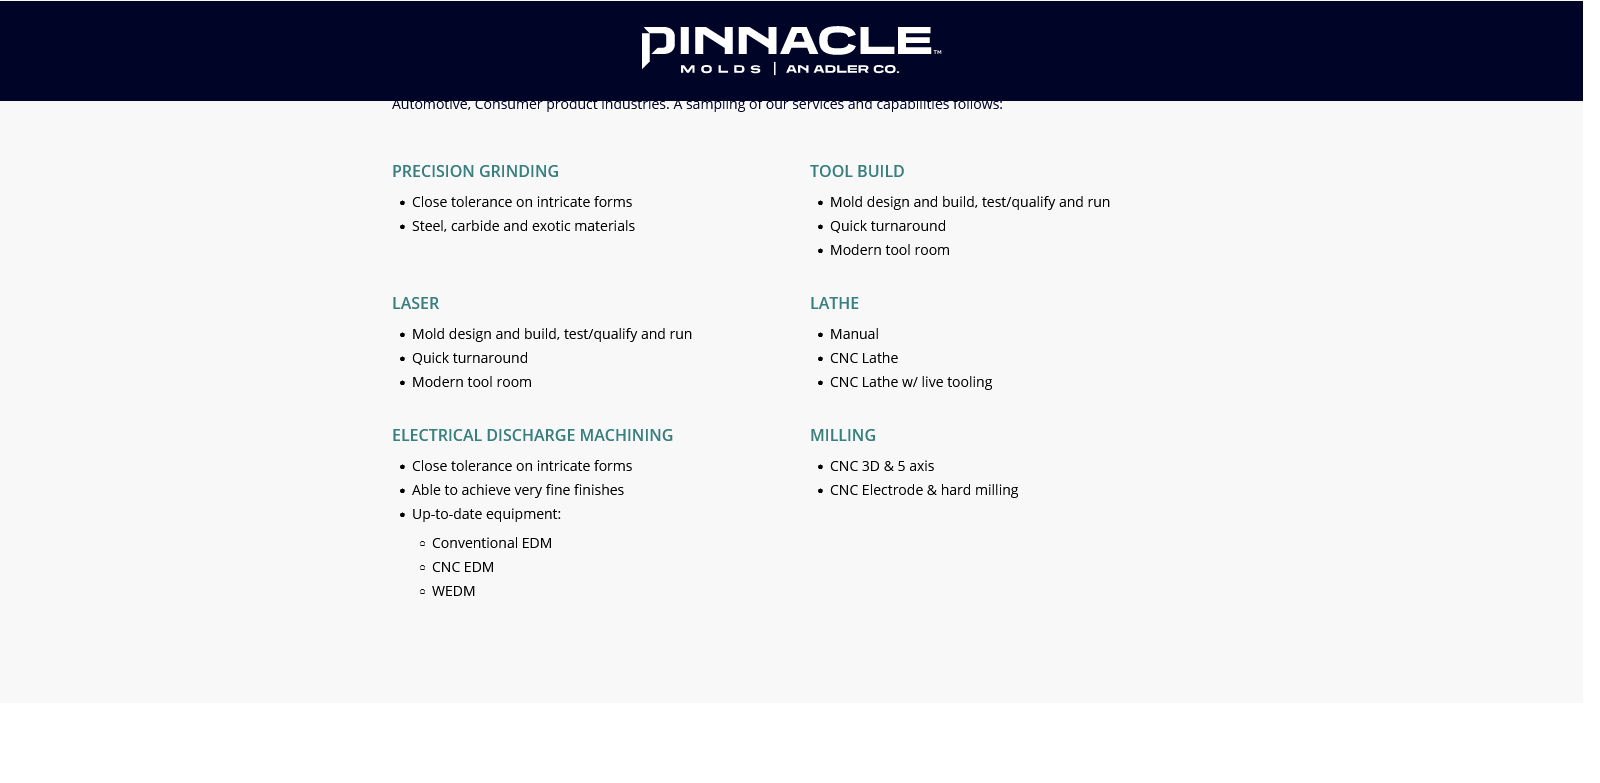 PINNACLE™
MOLDS | AN ADLER CO.
Automotive, Consumer product industries. A sampling of our services and capabilities follows:
PRECISION GRINDING
• Close tolerance on intricate forms
• Steel, carbide and exotic materials
TOOL BUILD
• Mold design and build, test/qualify and run
• Quick turnaround
• Modern tool room
LASER
• Mold design and build, test/qualify and run
• Quick turnaround
• Modern tool room
LATHE
• Manual
• CNC Lathe
• CNC Lathe w/ live tooling
ELECTRICAL DISCHARGE MACHINING
• Close tolerance on intricate forms
• Able to achieve very fine finishes
• Up-to-date equipment:
○ Conventional EDM
○ CNC EDM
○ WEDM
MILLING
• CNC 3D & 5 axis
• CNC Electrode & hard milling